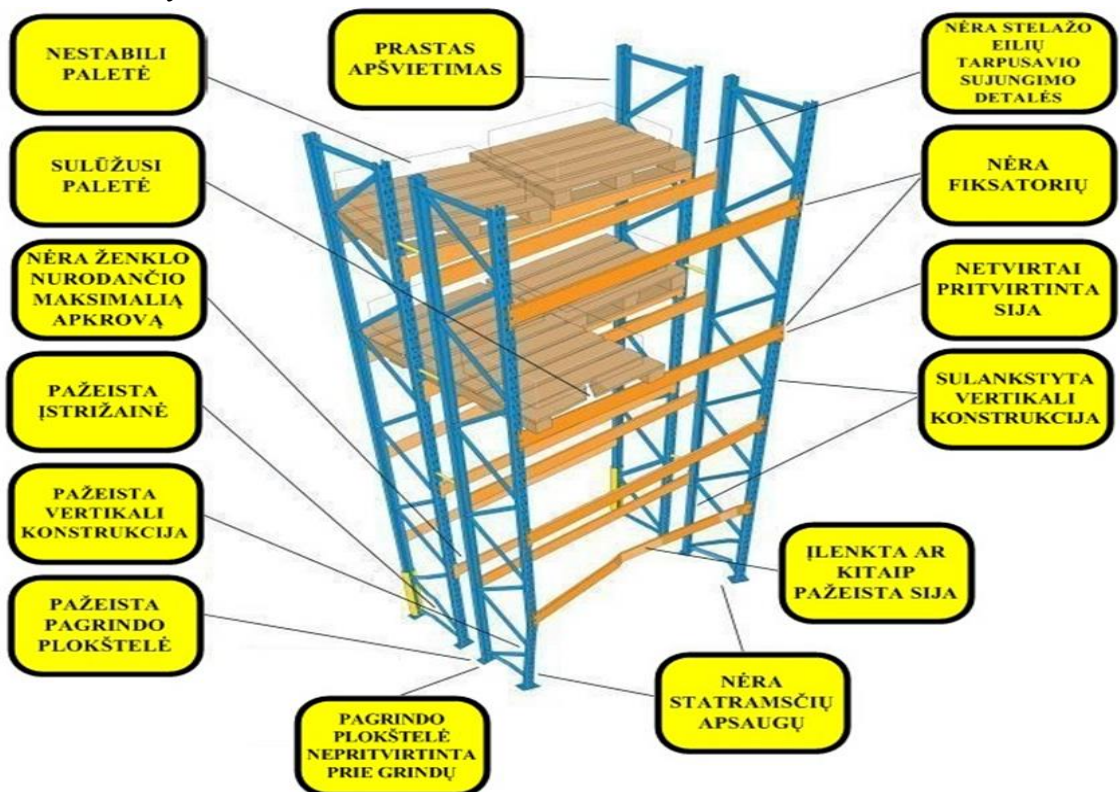 NESTABILI
PALETĖ
PRASTAS
APŠVIETIMAS
NĖRA STELAŽO
EILIŲ
TARPUSAVIO
SUJUNGIMO
DETALĖS
SULŪŽUSI
PALETĖ
NĖRA
FIKSATORIŲ
NĖRA ŽENKLO
NURODANČIO
MAKSIMALIĄ
APKROVĄ
NETVIRTAI
PRITVIRTINTA
SIJA
PAŽEISTA
ĮSTRIŽAINĖ
SULANKSTYTA
VERTIKALI
KONSTRUKCIJA
PAŽEISTA
VERTIKALI
KONSTRUKCIJA
ĮLENKTA AR
KITAIP
PAŽEISTA SIJA
PAŽEISTA
PAGRINDO
PLOKŠTELĖ
NĖRA
STATRAMSČIŲ
APSAUGŲ
PAGRINDO
PLOKŠTELĖ
NEPRITVIRTINTA
PRIE GRINDŲ